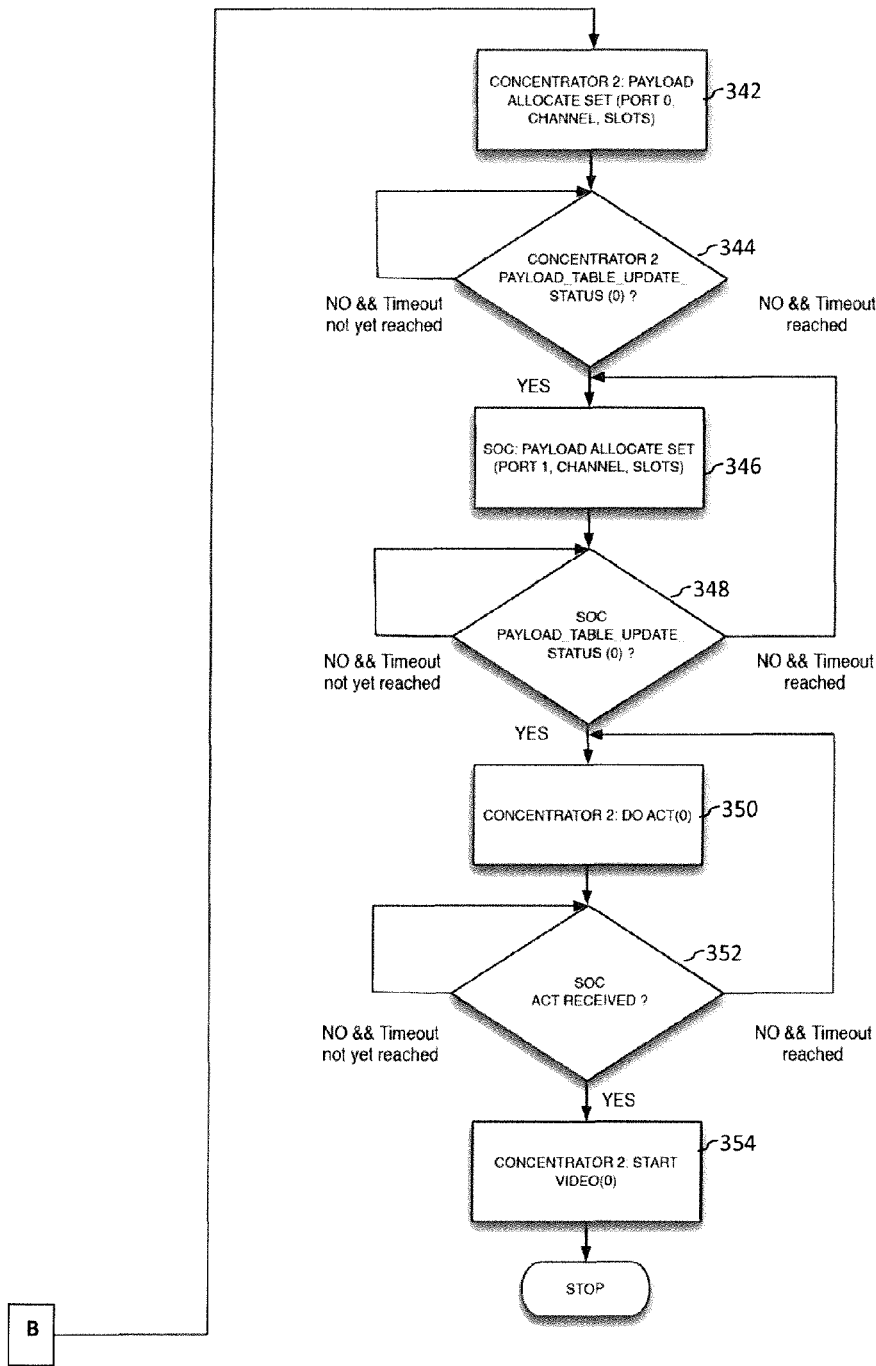 CONCENTRATOR 2: PAYLOAD
ALLOCATE SET (PORT 0,
CHANNEL, SLOTS)
342
344
CONCENTRATOR 2
PAYLOAD_TABLE_UPDATE_
STATUS (0) ?
NO && Timeout
not yet reached
NO && Timeout
reached
YES
SOC: PAYLOAD ALLOCATE SET
(PORT 1, CHANNEL, SLOTS)
346
348
SOC
PAYLOAD_TABLE_UPDATE_
STATUS (0) ?
NO && Timeout
not yet reached
NO && Timeout
reached
YES
CONCENTRATOR 2: DO ACT(0)
350
352
SOC
ACT RECEIVED ?
NO && Timeout
not yet reached
NO && Timeout
reached
YES
354
CONCENTRATOR 2: START
VIDEO(0)
STOP
B